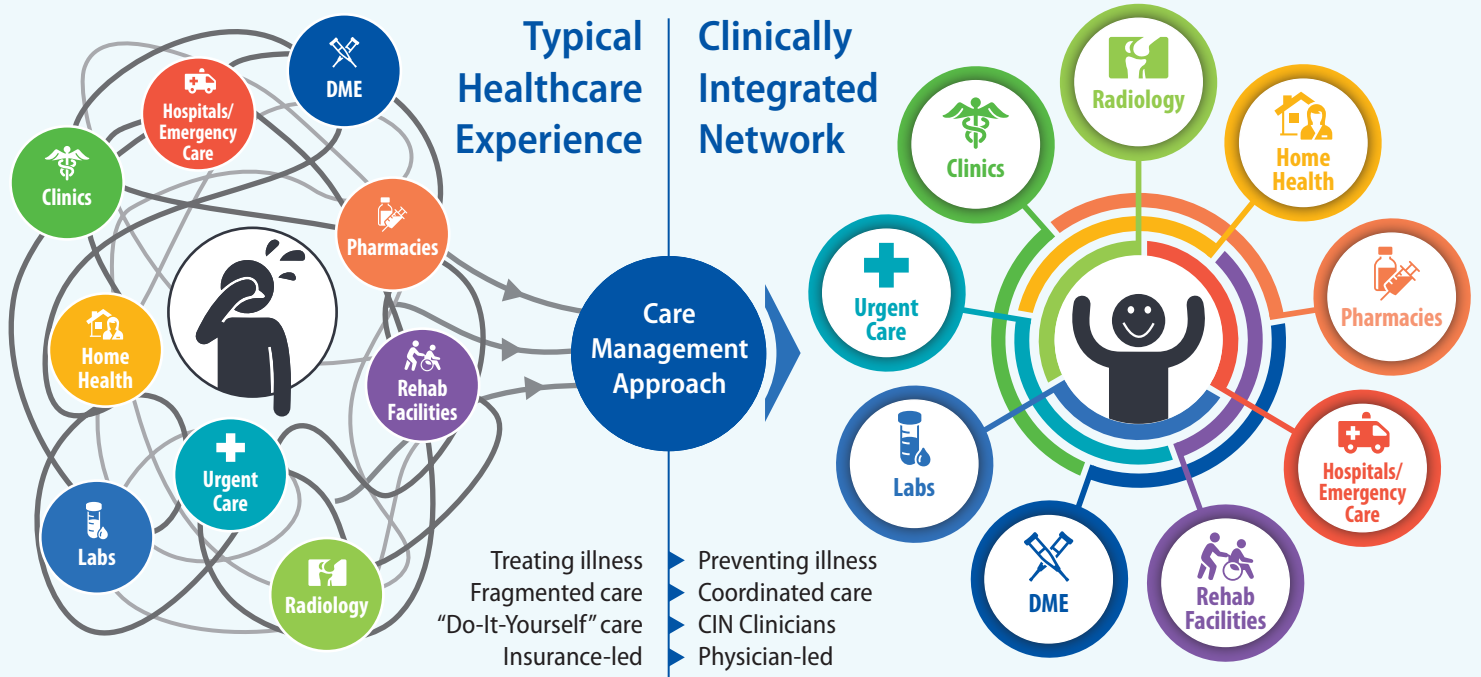 Typical
Healthcare
Experience
Clinically
Integrated
Network
DME
Hospitals/
Emergency
Care
Clinics
Pharmacies
Home
Health
Rehab
Facilities
Urgent
Care
Labs
Radiology
Care
Management
Approach
Radiology
Clinics
Home
Health
Urgent
Care
Pharmacies
Labs
Hospitals/
Emergency
Care
DME
Rehab
Facilities
Treating illness
Preventing illness
Fragmented care
Coordinated care
“Do-It-Yourself” care
CIN Clinicians
Insurance-led
Physician-led